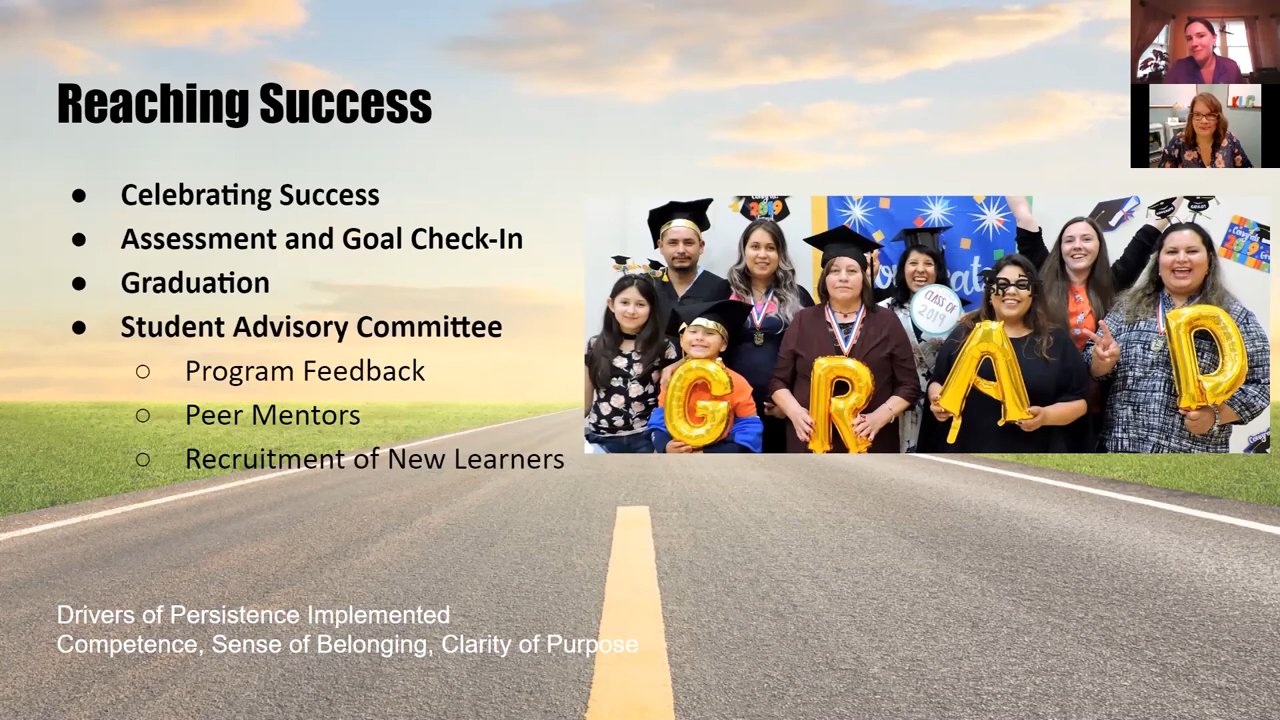 Reaching Success
● Celebrating Success
● Assessment and Goal Check-In
● Graduation
● Student Advisory Committee
○ Program Feedback
○ Peer Mentors
○ Recruitment of New Learners
2019
CLASS OF
2019
G R A D
Drivers of Persistence Implemented
Competence, Sense of Belonging, Clarity of Purpose